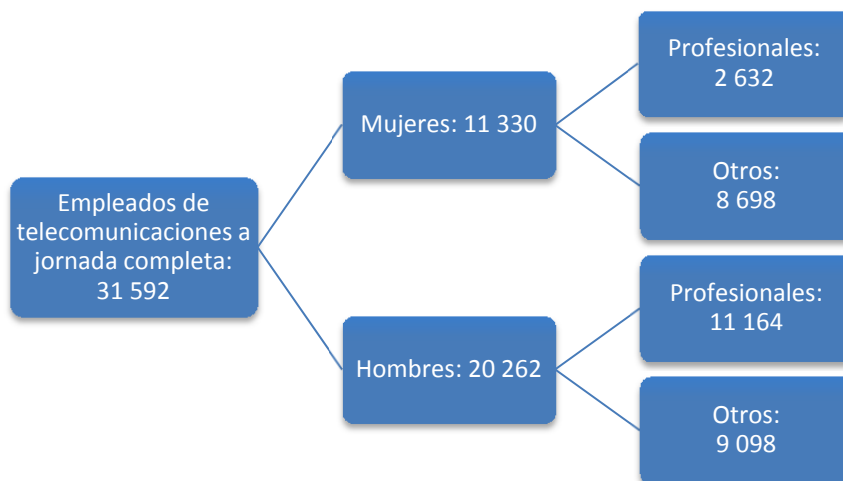 Empleados de
telecomunicaciones a
jornada completa:
31 592
Mujeres: 11 330
Profesionales:
2 632
Otros:
8 698
Hombres: 20 262
Profesionales:
11 164
Otros:
9 098